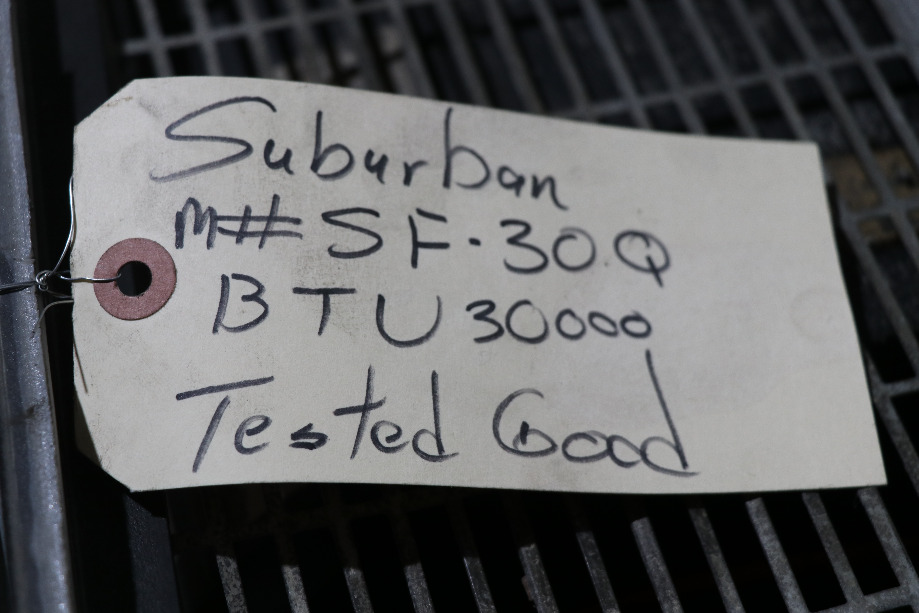 Suburban
M# SF-30Q
BTU 30000
Tested Good